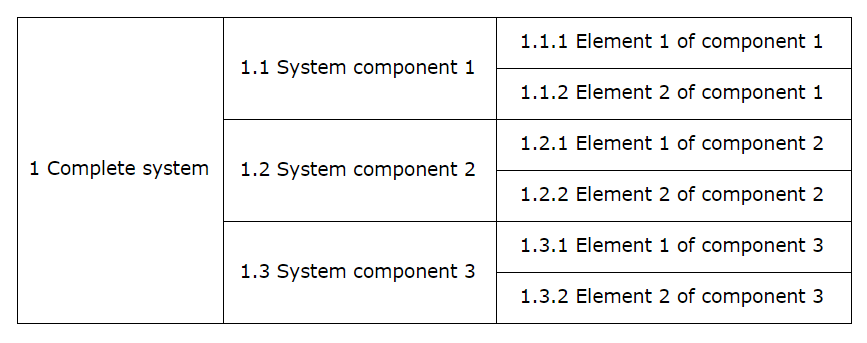 1 Complete system
1.1 System component 1
1.1.1 Element 1 of component 1
1.1.2 Element 2 of component 1
1.2 System component 2
1.2.1 Element 1 of component 2
1.2.2 Element 2 of component 2
1.3 System component 3
1.3.1 Element 1 of component 3
1.3.2 Element 2 of component 3